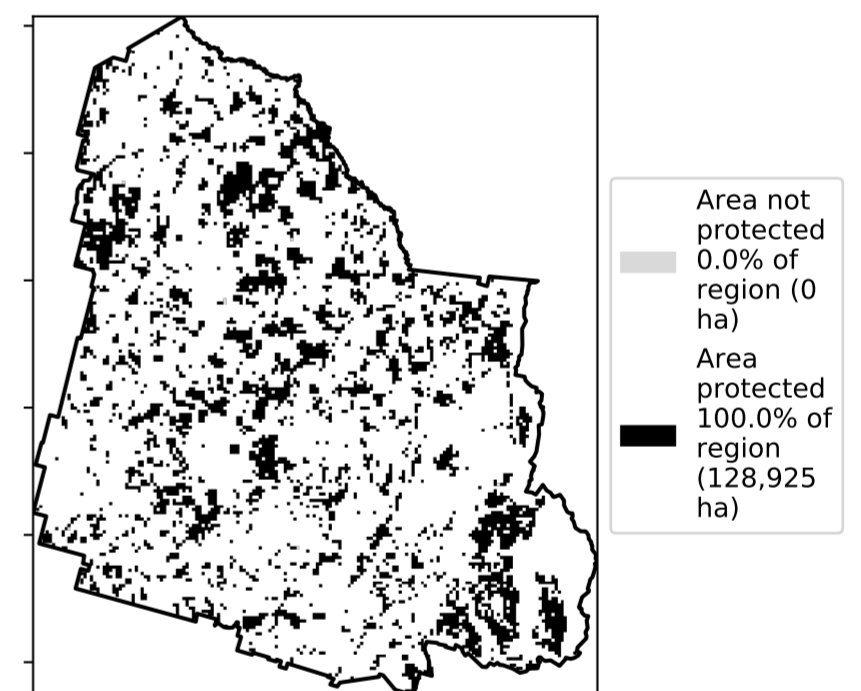 Area not
protected
0.0% of
region (0
ha)
Area
protected
100.0% of
region
(128,925
ha)